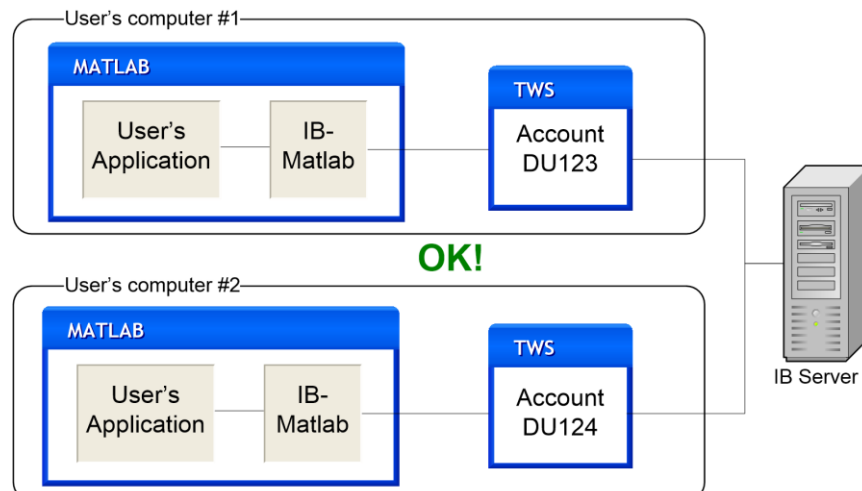 User's computer #1
MATLAB
User's
Application
IB-
Matlab
TWS
Account
DU123
OK!
User's computer #2
MATLAB
User's
Application
IB-
Matlab
TWS
Account
DU124
IB Server